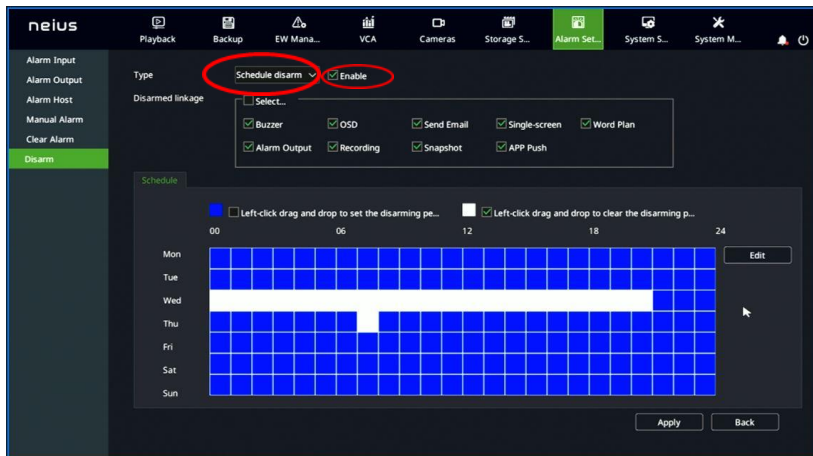 neius
Playback Backup EW Mana... VCA Cameras Storage S... Alarm Set... System S... System M...
Alarm Input
Alarm Output
Alarm Host
Manual Alarm
Clear Alarm
Disarm
Type Schedule disarm Enable
Disarmed linkage Select...
Buzzer OSD Send Email Single-screen Word Plan
Alarm Output Recording Snapshot APP Push
Schedule
Left-click drag and drop to set the disarming pe... Left-click drag and drop to clear the disarming p...
00 06 12 18 24
Mon Edit
Tue
Wed
Thu
Fri
Sat
Sun
Apply Back